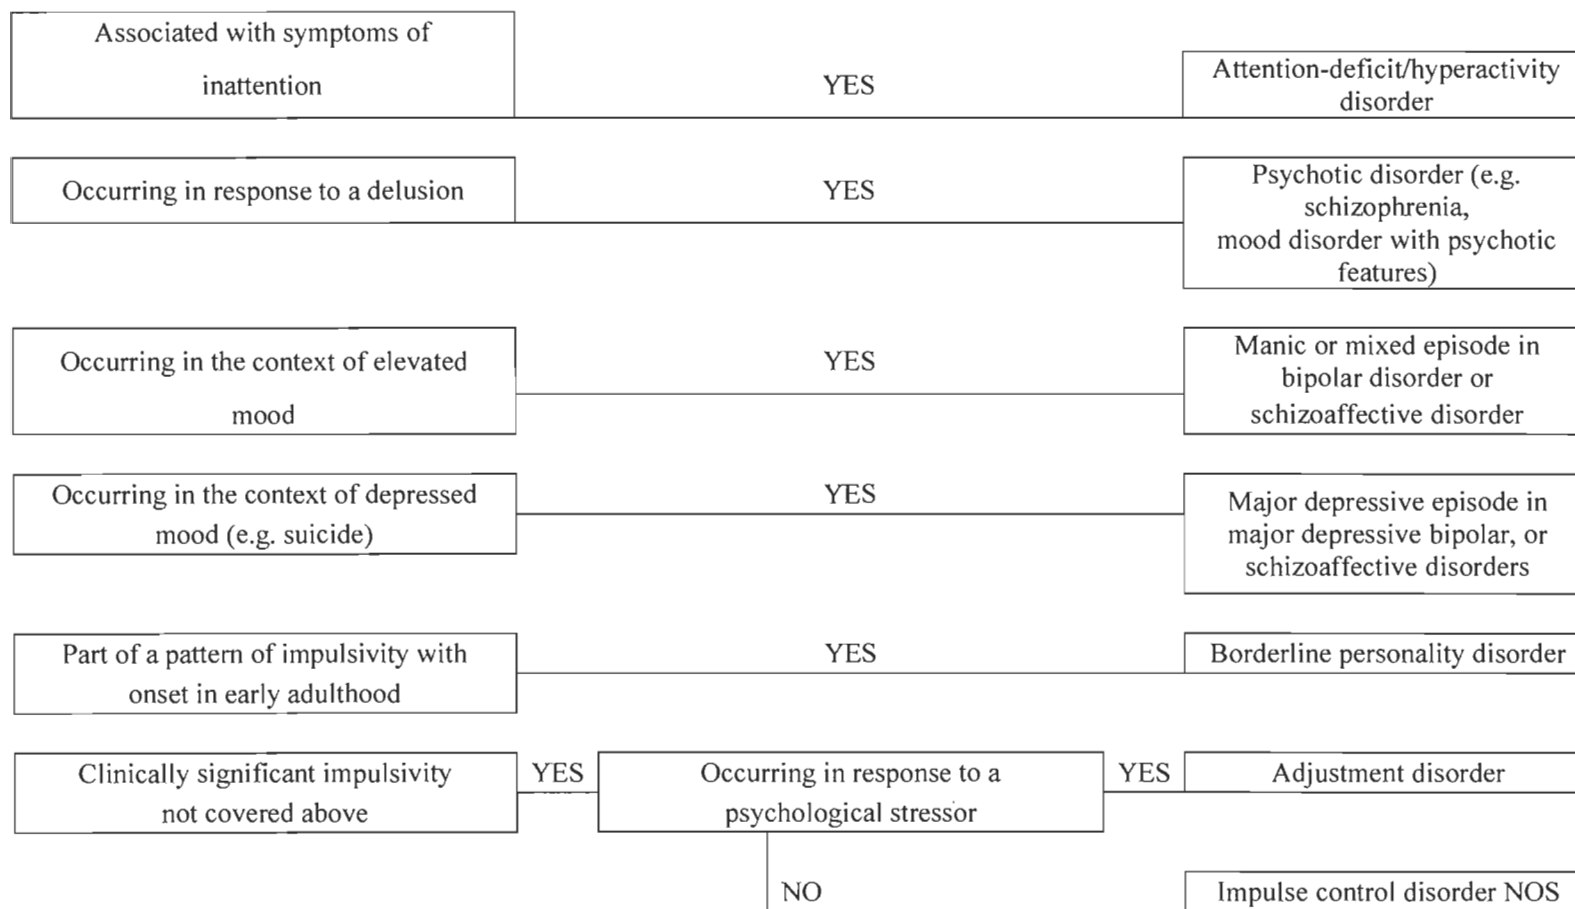 Associated with symptoms of
inattention
YES
Attention-deficit/hyperactivity
disorder
Occurring in response to a delusion
YES
Psychotic disorder (e.g.
schizophrenia,
mood disorder with psychotic
features)
Occurring in the context of elevated
mood
YES
Manic or mixed episode in
bipolar disorder or
schizoaffective disorder
Occurring in the context of depressed
mood (e.g. suicide)
YES
Major depressive episode in
major depressive bipolar, or
schizoaffective disorders
Part of a pattern of impulsivity with
onset in early adulthood
YES
Borderline personality disorder
Clinically significant impulsivity
not covered above
YES
Occurring in response to a
psychological stressor
YES
Adjustment disorder
NO
Impulse control disorder NOS